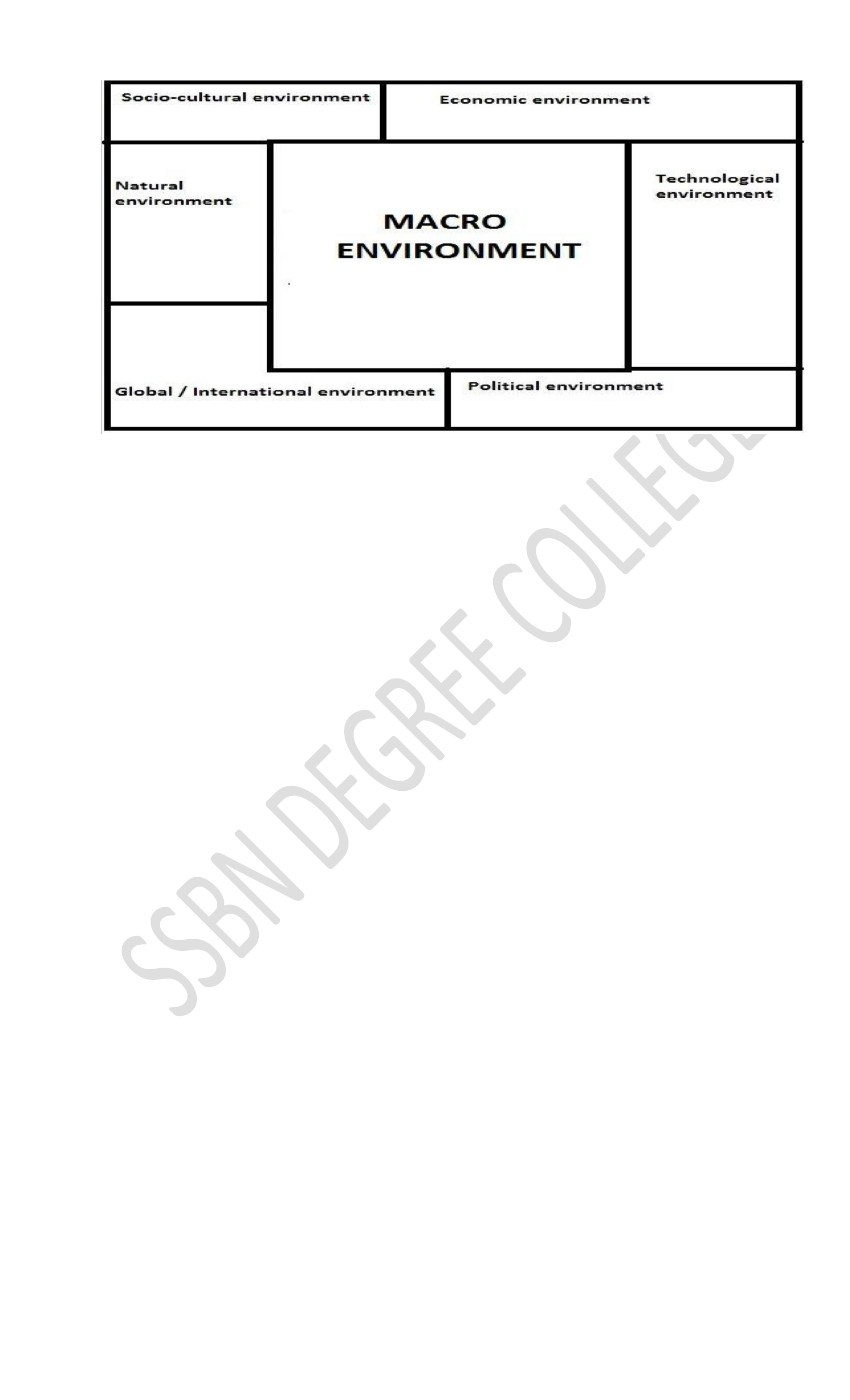 Socio-cultural environment
Economic environment
Natural
environment
MACRO
ENVIRONMENT
Technological
environment
Global / International environment
Political environment
SSBN DEGREE COLLEGE